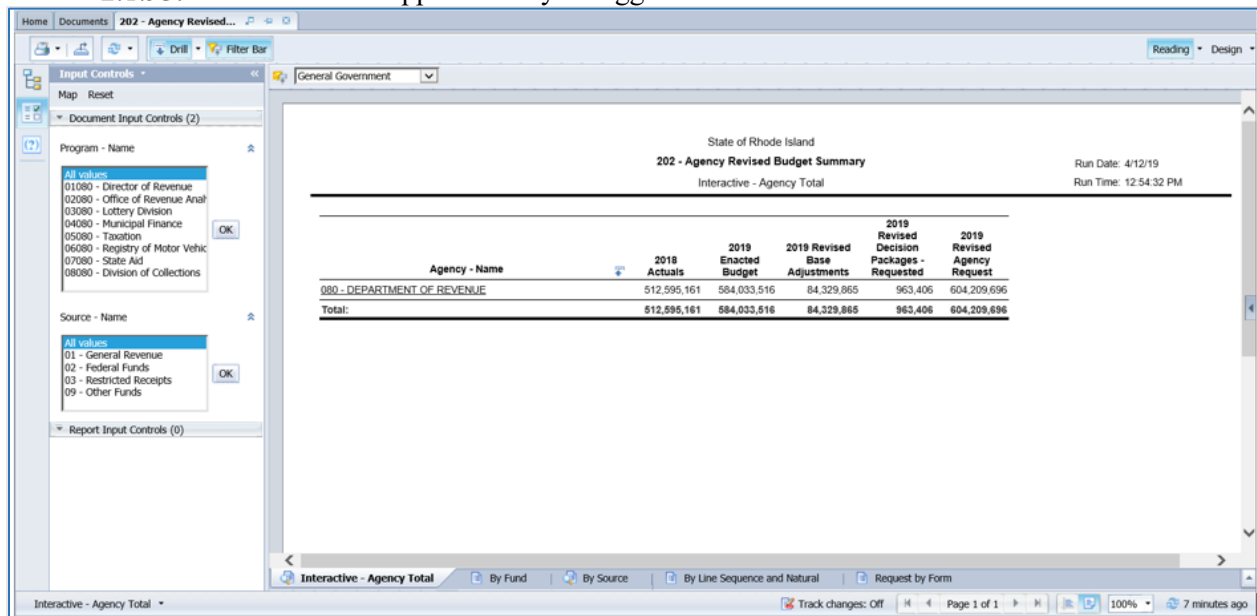 Home Documents 202 - Agency Revised...
Drill Filter Bar Reading Design
Input Controls
General Government
Map Reset
Document Input Controls (2)
Program - Name
All values
01080 - Director of Revenue
02080 - Office of Revenue Anal
03080 - Lottery Division
04080 - Municipal Finance
05080 - Taxation
06080 - Registry of Motor Vehic
07080 - State Aid
08080 - Division of Collections
OK
Source - Name
All values
01 - General Revenue
02 - Federal Funds
03 - Restricted Receipts
09 - Other Funds
OK
Report Input Controls (0)
State of Rhode Island
202 - Agency Revised Budget Summary
Interactive - Agency Total
Run Date: 4/12/19
Run Time: 12:54:32 PM
Agency - Name
2018 Actuals
2019 Enacted Budget
2019 Revised Base Adjustments
2019 Revised Decision Packages - Requested
2019 Revised Agency Request
080 - DEPARTMENT OF REVENUE 512,595,161 584,033,516 84,329,865 963,406 604,209,696
Total: 512,595,161 584,033,516 84,329,865 963,406 604,209,696
Interactive - Agency Total By Fund By Source By Line Sequence and Natural Request by Form
Interactive - Agency Total Track changes: Off Page 1 of 1 100% 7 minutes ago